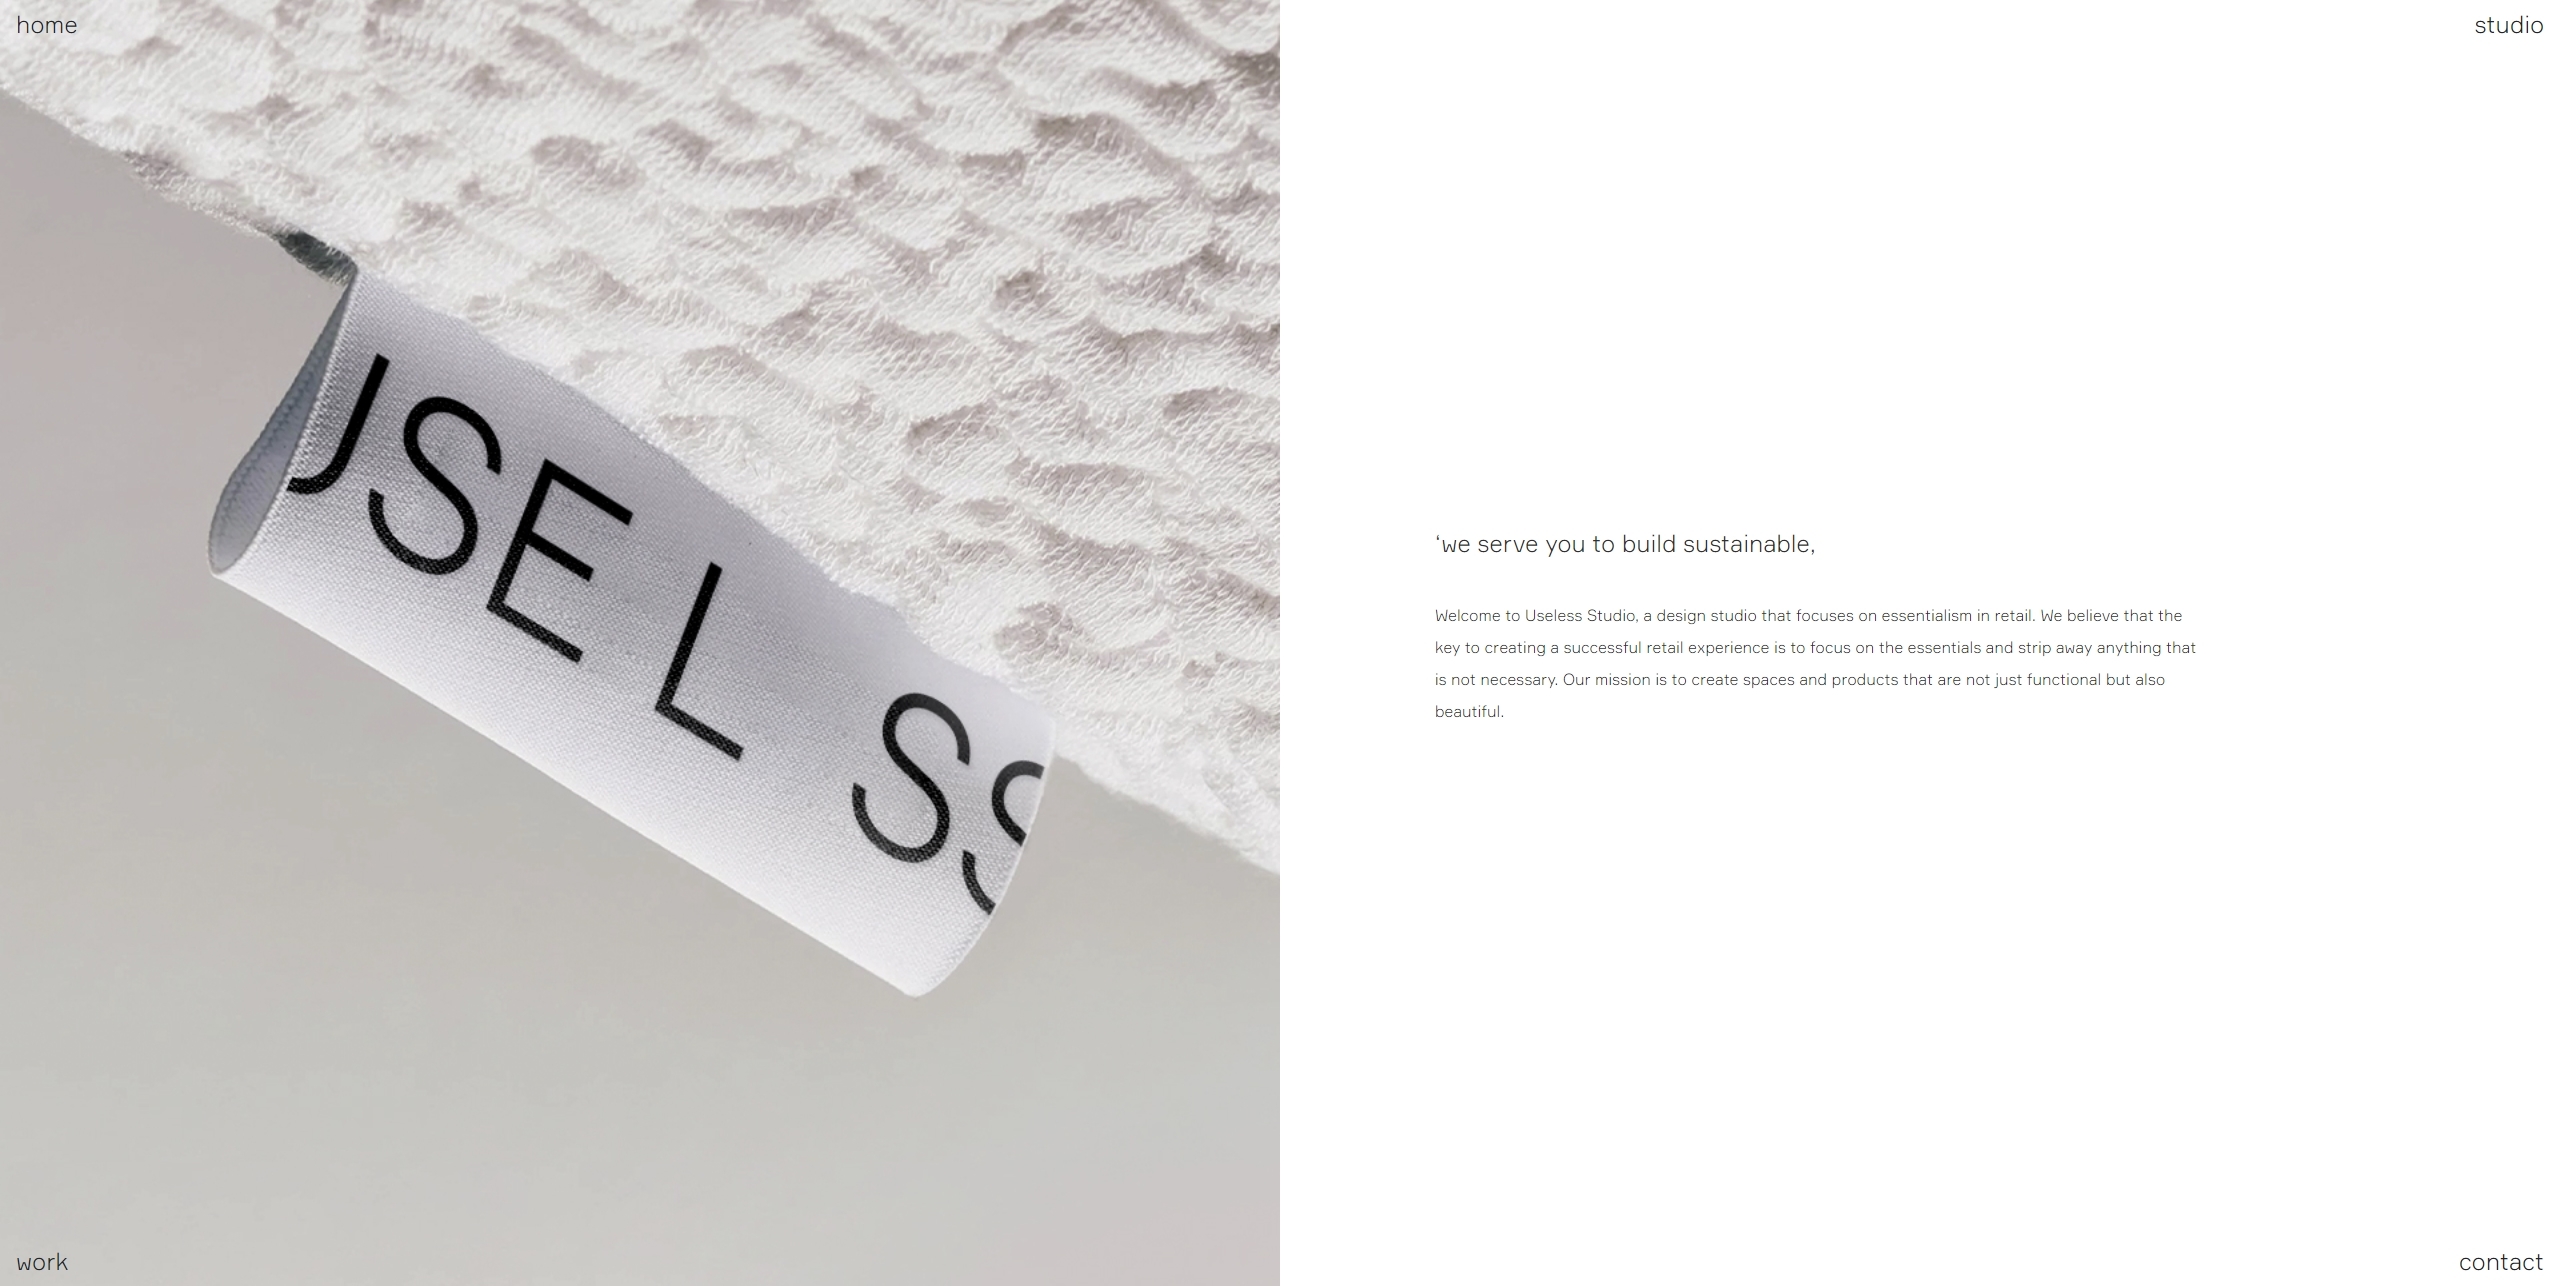 home
studio
USEL SS
‘we serve you to build sustainable,
Welcome to Useless Studio, a design studio that focuses on essentialism in retail. We believe that the
key to creating a successful retail experience is to focus on the essentials and strip away anything that
is not necessary. Our mission is to create spaces and products that are not just functional but also
beautiful.
work
contact